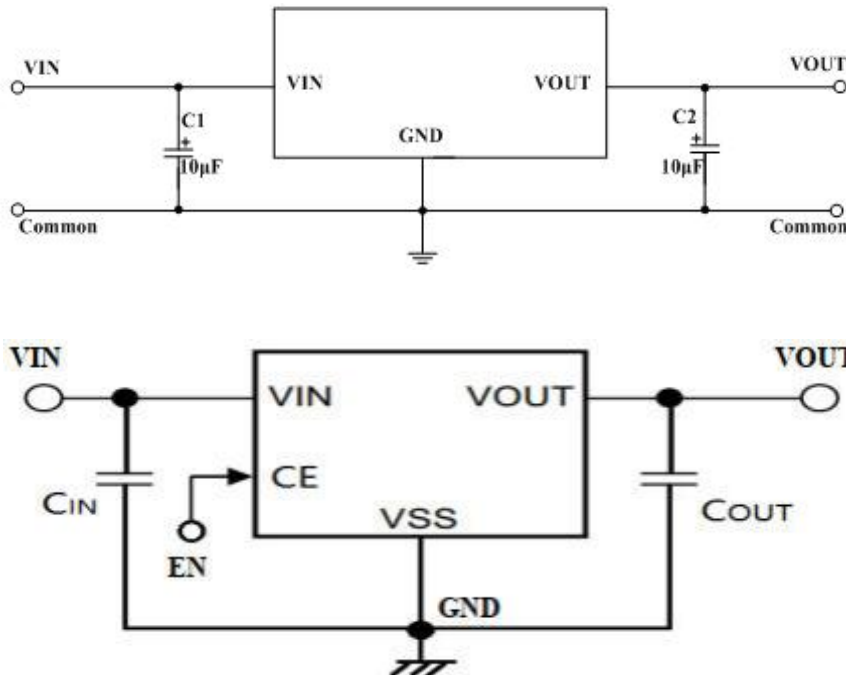 VIN
VOUT
VIN
VOUT
C1
+
10μF
GND
C2
+
10μF
Common
Common
VIN
VOUT
VIN
VOUT
CIN
CE
COUT
VSS
EN
GND